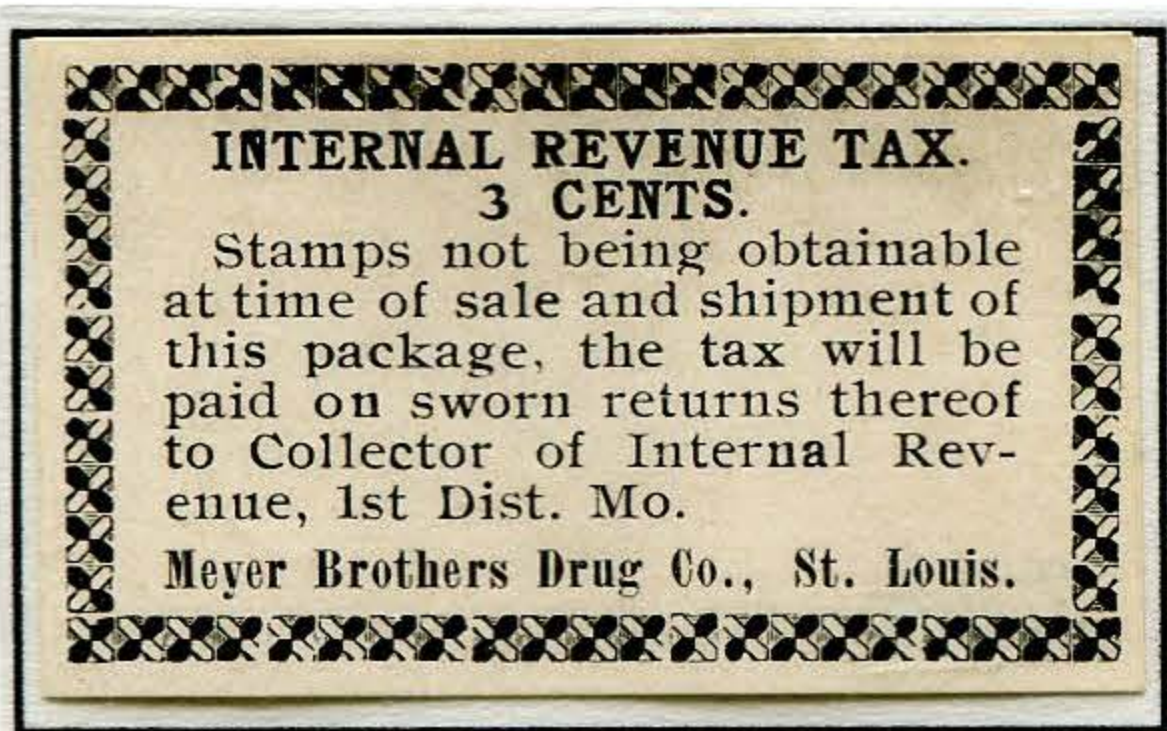 INTERNAL REVENUE TAX.
3 CENTS.
Stamps not being obtainable
at time of sale and shipment of
this package, the tax will be
paid on sworn returns thereof
to Collector of Internal Rev-
enue, 1st Dist. Mo.
Meyer Brothers Drug Co., St. Louis.